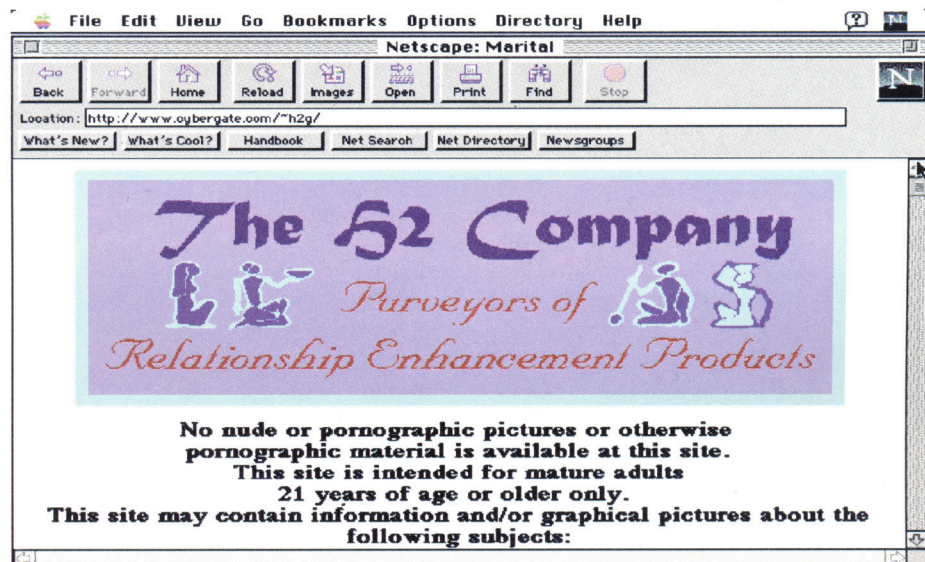 File Edit View Go Bookmarks Options Directory Help
Netscape: Marital
Back Forward Home Reload Images Open Print Find Stop
N
Location: http://www.cybergate.com/~h2g/
What's New? What's Cool? Handbook Net Search Net Directory Newsgroups
The H2 Company
Purveyors of
Relationship Enhancement Products
No nude or pornographic pictures or otherwise
pornographic material is available at this site.
This site is intended for mature adults
21 years of age or older only.
This site may contain information and/or graphical pictures about the
following subjects: